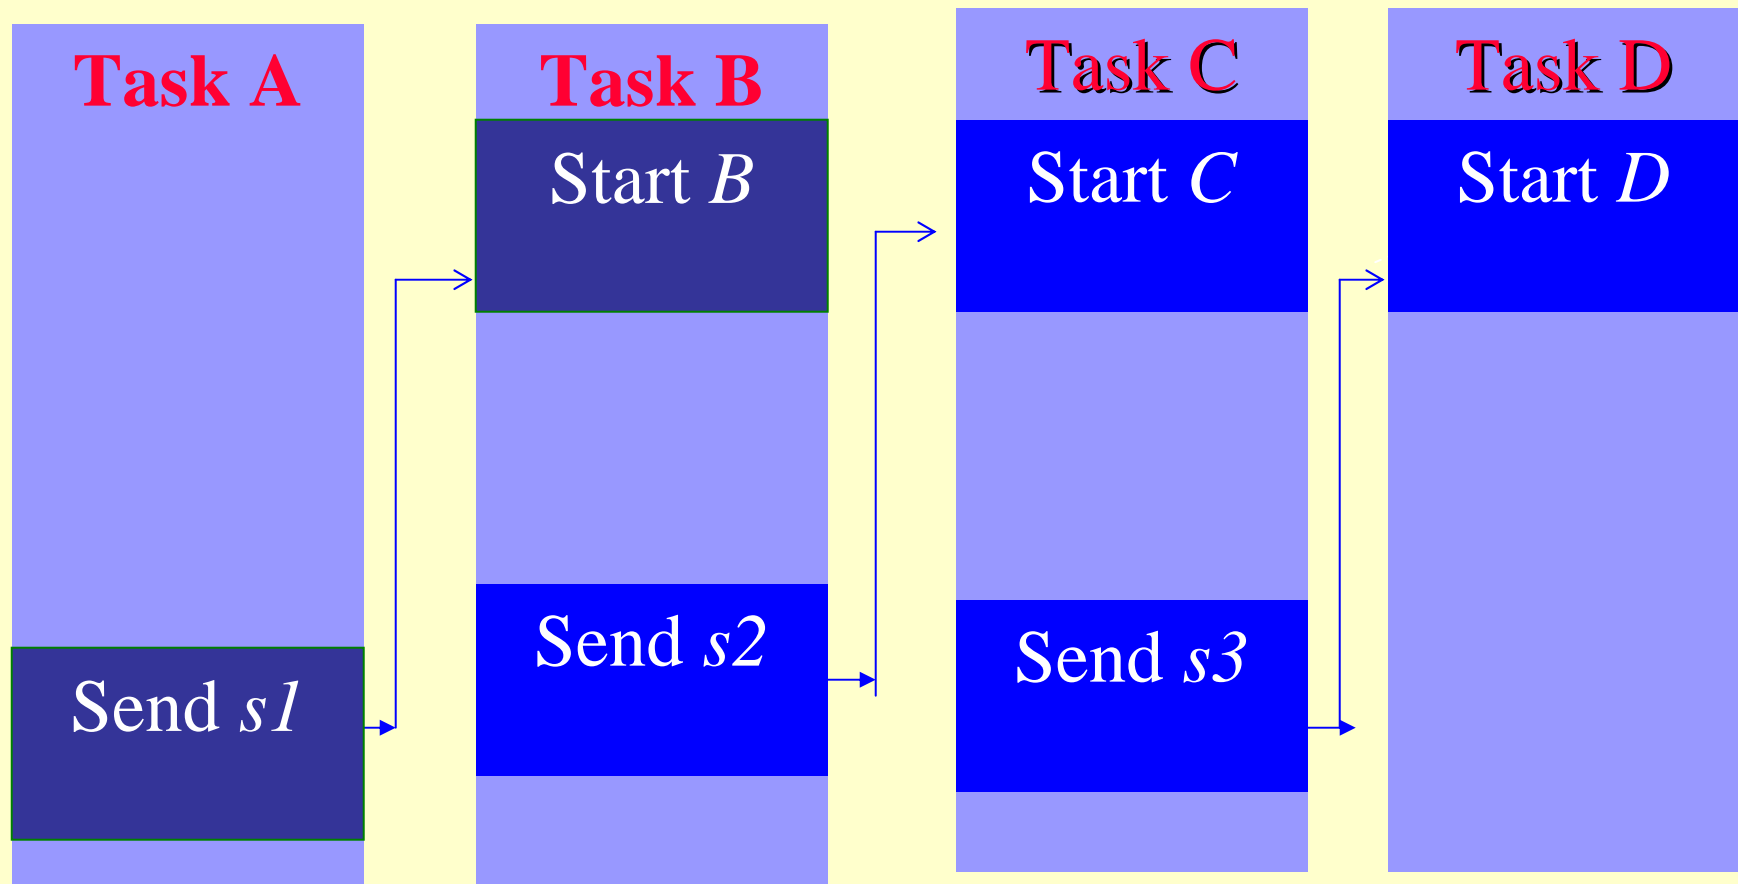 Task A
Send s1
Task B
Start B
Send s2
Task C
Start C
Send s3
Task D
Start D